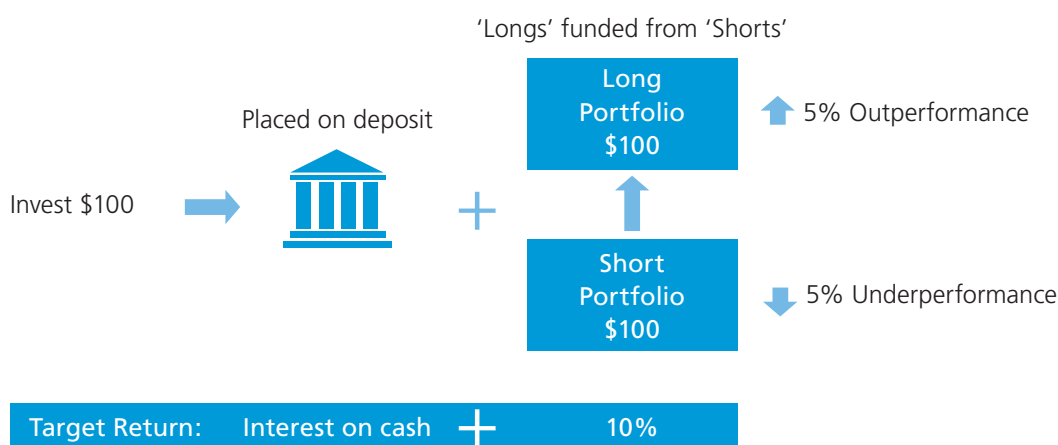 ‘Longs’ funded from ‘Shorts’
Long
Portfolio
$100
5% Outperformance
Placed on deposit
Invest $100
Short
Portfolio
$100
5% Underperformance
Target Return: Interest on cash + 10%